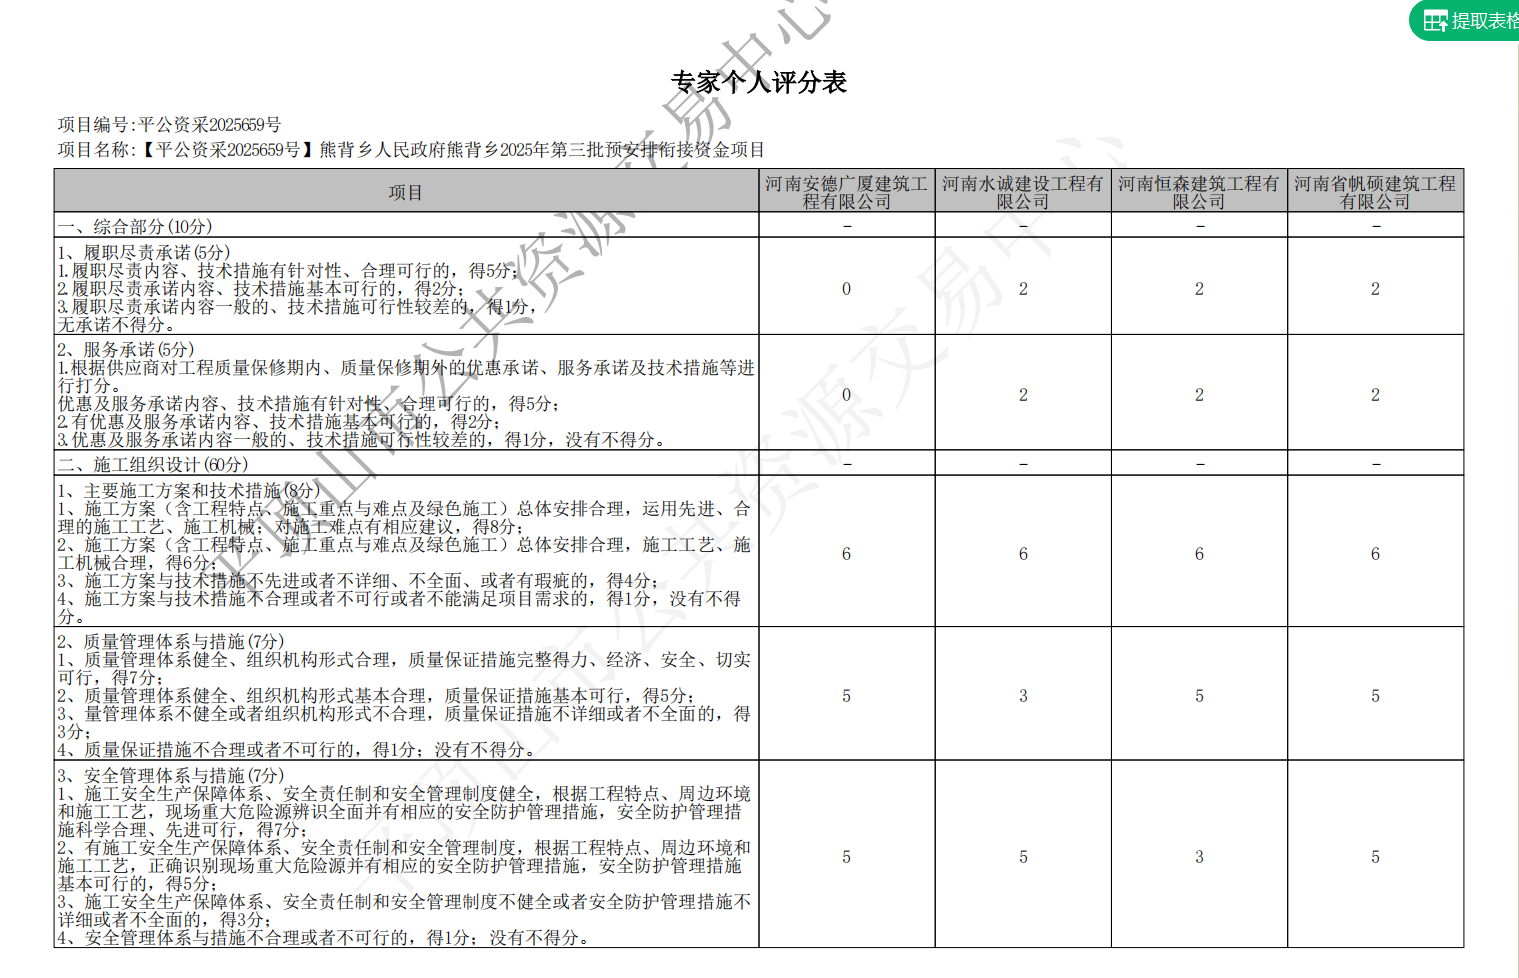 提取表格
专家个人评分表
项目编号:平公资采2025659号
项目名称:【平公资采2025659号】熊背乡人民政府熊背乡2025年第三批预安排衔接资金项目
项目
河南安德广厦建筑工
程有限公司
河南水诚建设工程有
限公司
河南恒森建筑工程有
限公司
河南省帆硕建筑工程
有限公司
一、综合部分(10分)
－
－
－
－
1、履职尽责承诺(5分)
1.履职尽责内容、技术措施有针对性、合理可行的，得5分；
2.履职尽责承诺内容、技术措施基本可行的，得2分；
3.履职尽责承诺内容一般的、技术措施可行性较差的，得1分，
无承诺不得分。
0
2
2
2
2、服务承诺(5分)
1.根据供应商对工程质量保修期内、质量保修期外的优惠承诺、服务承诺及技术措施等进
行打分。
优惠及服务承诺内容、技术措施有针对性、合理可行的，得5分；
2.有优惠及服务承诺内容、技术措施基本可行的，得2分；
3.优惠及服务承诺内容一般的、技术措施可行性较差的，得1分，没有不得分。
0
2
2
2
二、施工组织设计(60分)
－
－
－
－
1、主要施工方案和技术措施(8分)
1、施工方案（含工程特点、施工重点与难点及绿色施工）总体安排合理，运用先进、合
理的施工工艺、施工机械；对施工难点有相应建议，得8分；
2、施工方案（含工程特点、施工重点与难点及绿色施工）总体安排合理，施工工艺、施
工机械合理，得6分；
3、施工方案与技术措施不先进或者不详细、不全面、或者有瑕疵的，得4分；
4、施工方案与技术措施不合理或者不可行或者不能满足项目需求的，得1分，没有不得
分。
6
6
6
6
2、质量管理体系与措施(7分)
1、质量管理体系健全、组织机构形式合理，质量保证措施完整得力、经济、安全、切实
可行，得7分；
2、质量管理体系健全、组织机构形式基本合理，质量保证措施基本可行，得5分；
3、量管理体系不健全或者组织机构形式不合理，质量保证措施不详细或者不全面的，得
3分；
4、质量保证措施不合理或者不可行的，得1分；没有不得分。
5
3
5
5
3、安全管理体系与措施(7分)
1、施工安全生产保障体系、安全责任制和安全管理制度健全，根据工程特点、周边环境
和施工工艺，现场重大危险源辨识全面并有相应的安全防护管理措施，安全防护管理措
施科学合理、先进可行，得7分；
2、有施工安全生产保障体系、安全责任制和安全管理制度，根据工程特点、周边环境和
施工工艺，正确识别现场重大危险源并有相应的安全防护管理措施，安全防护管理措施
基本可行的，得5分；
3、施工安全生产保障体系、安全责任制和安全管理制度不健全或者安全防护管理措施不
详细或者不全面的，得3分；
4、安全管理体系与措施不合理或者不可行的，得1分；没有不得分。
5
5
3
5
平顶山市公共资源交易中心
平顶山市公共资源交易中心